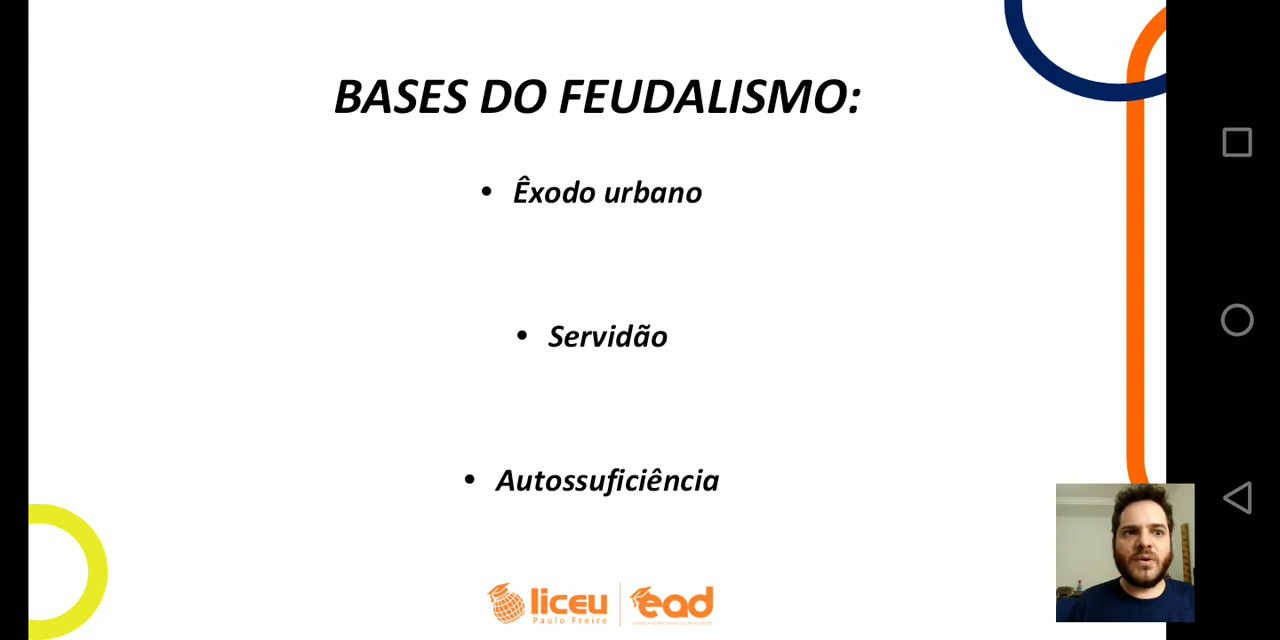 BASES DO FEUDALISMO:
• Êxodo urbano
• Servidão
• Autossuficiência
liceu
Paulo Freire
ead